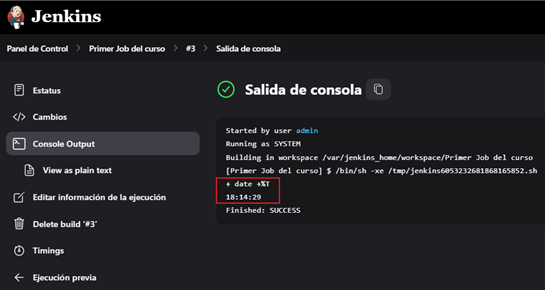 Jenkins
Panel de Control > Primer Job del curso > #3 > Salida de consola
Estatus
Cambios
Console Output
View as plain text
Editar información de la ejecución
Delete build '#3'
Timings
Ejecución previa
Salida de consola
Started by user admin
Running as SYSTEM
Building in workspace /var/jenkins_home/workspace/Primer Job del curso
[Primer Job del curso] $ /bin/sh -xe /tmp/jenkins6053232681868165852.sh
+ date +%T
18:14:29
Finished: SUCCESS